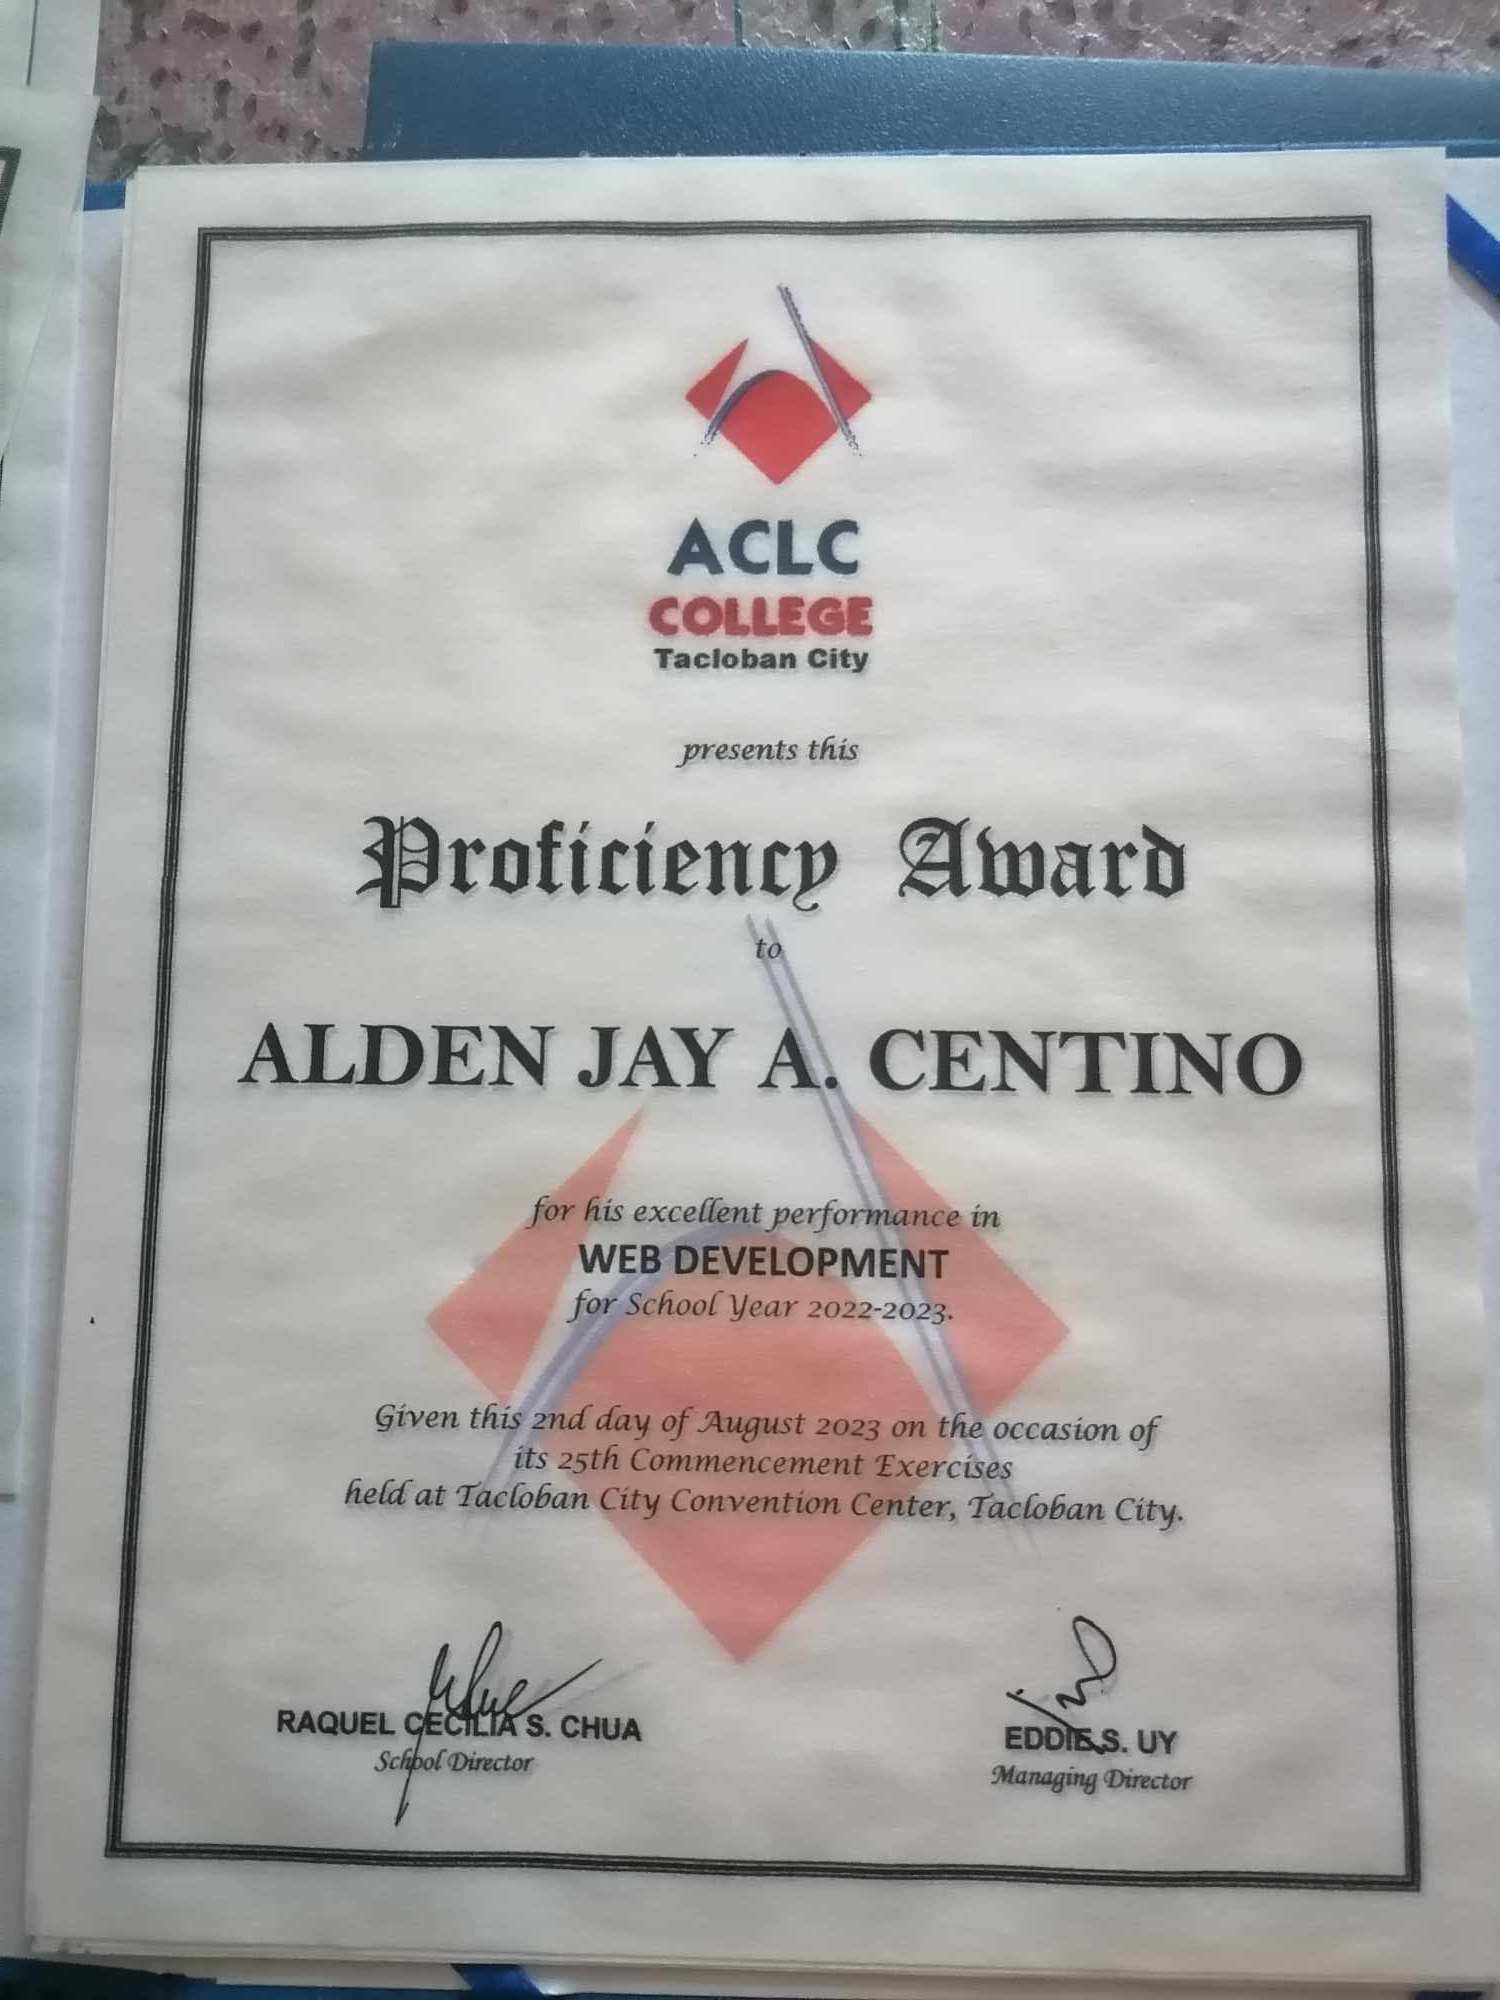 ACLC
COLLEGE
Tacloban City
presents this
Proficiency Award
to
ALDEN JAY A. CENTINO
for his excellent performance in
WEB DEVELOPMENT
for School Year 2022-2023.
Given this 2nd day of August 2023 on the occasion of
its 25th Commencement Exercises
held at Tacloban City Convention Center, Tacloban City.
RAQUEL CECILIA S. CHUA
School Director
EDDIE S. UY
Managing Director